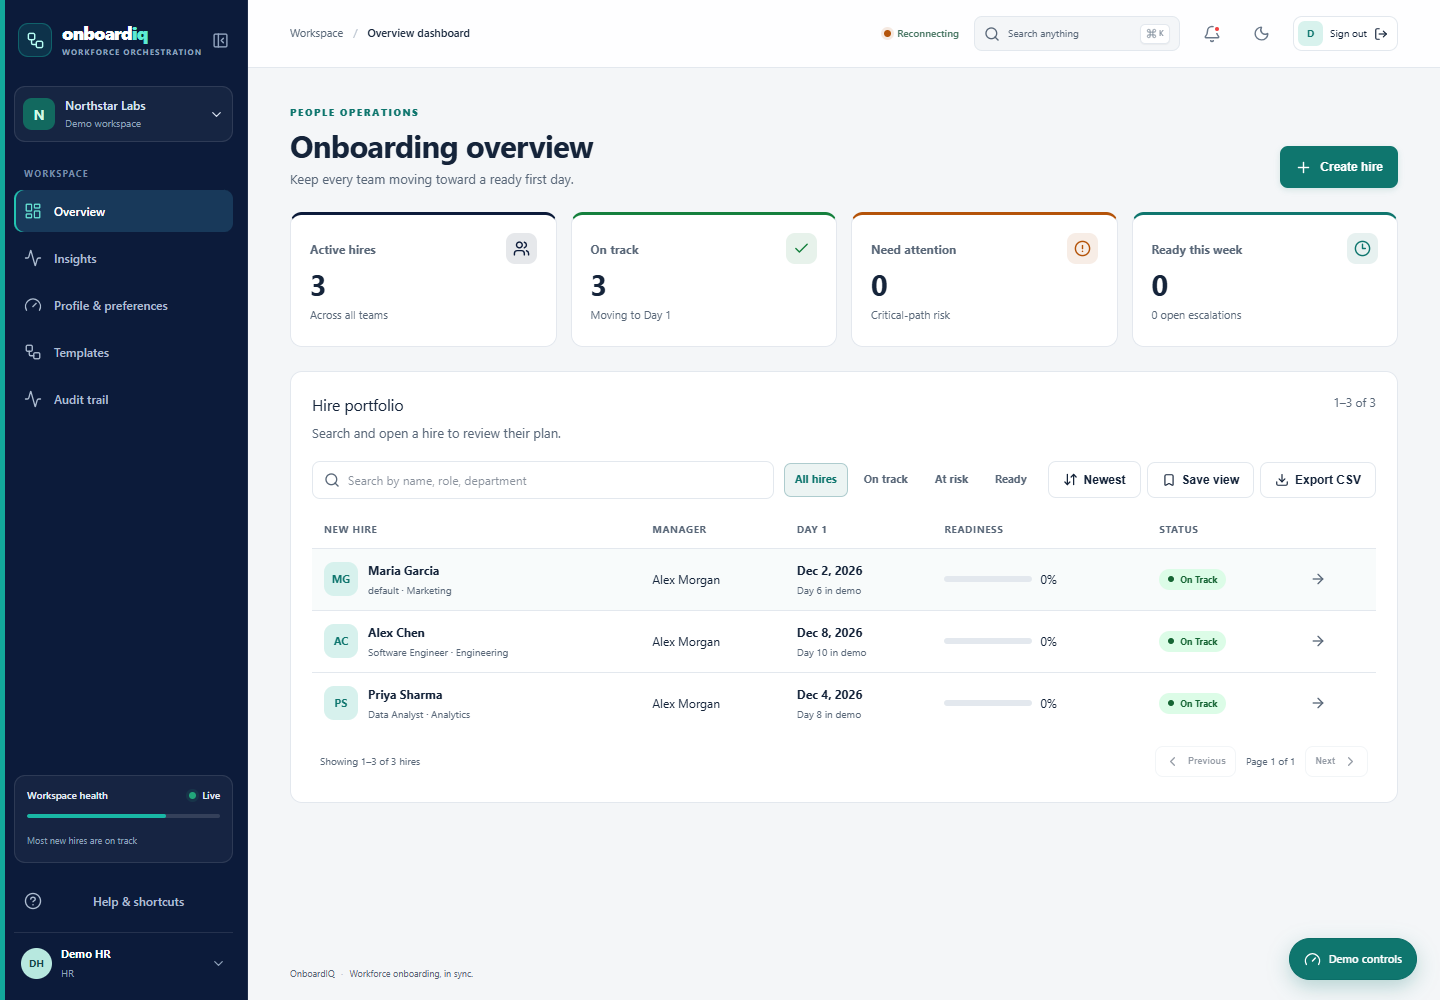 onboardiq
WORKFORCE ORCHESTRATION
N
Northstar Labs
Demo workspace
WORKSPACE
Overview
Insights
Profile & preferences
Templates
Audit trail
Workspace health
Live
Most new hires are on track
Help & shortcuts
DH
Demo HR
HR
Workspace / Overview dashboard
Reconnecting
Search anything
⌘ K
D
Sign out
PEOPLE OPERATIONS
Onboarding overview
Keep every team moving toward a ready first day.
Create hire
Active hires
3
Across all teams
On track
3
Moving to Day 1
Need attention
0
Critical-path risk
Ready this week
0
0 open escalations
Hire portfolio
1–3 of 3
Search and open a hire to review their plan.
Search by name, role, department
All hires
On track
At risk
Ready
Newest
Save view
Export CSV
NEW HIRE MANAGER DAY 1 READINESS STATUS
MG Maria Garcia Alex Morgan Dec 2, 2026 0% On Track
default · Marketing Day 6 in demo
AC Alex Chen Alex Morgan Dec 8, 2026 0% On Track
Software Engineer · Engineering Day 10 in demo
PS Priya Sharma Alex Morgan Dec 4, 2026 0% On Track
Data Analyst · Analytics Day 8 in demo
Showing 1–3 of 3 hires
Previous
Page 1 of 1
Next
OnboardIQ · Workforce onboarding, in sync.
Demo controls